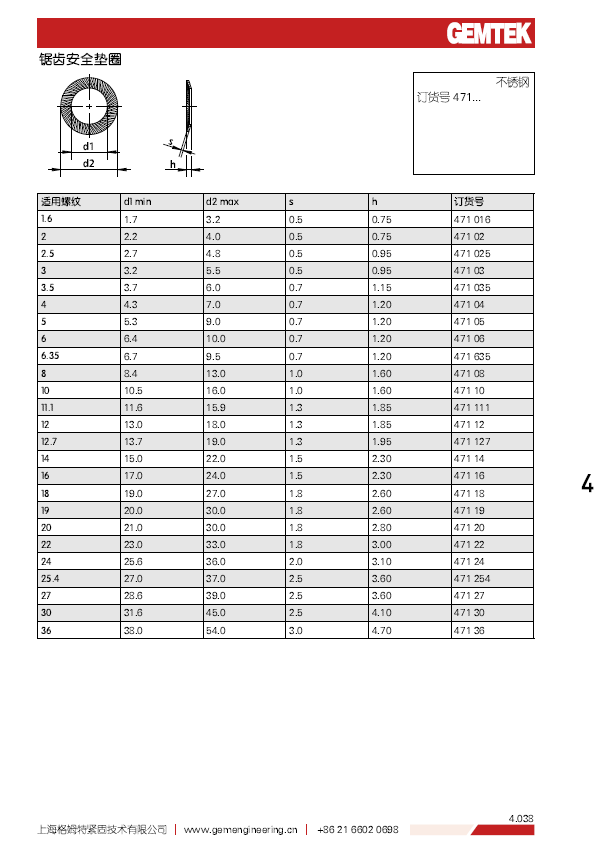 GEMTEK
锯齿安全垫圈
d1
d2
s
h
不锈钢
订货号 471...
适用螺纹 d1 min d2 max s h 订货号
1.6 1.7 3.2 0.5 0.75 471 016
2 2.2 4.0 0.5 0.75 471 02
2.5 2.7 4.8 0.5 0.95 471 025
3 3.2 5.5 0.5 0.95 471 03
3.5 3.7 6.0 0.7 1.15 471 035
4 4.3 7.0 0.7 1.20 471 04
5 5.3 9.0 0.7 1.20 471 05
6 6.4 10.0 0.7 1.20 471 06
6.35 6.7 9.5 0.7 1.20 471 635
8 8.4 13.0 1.0 1.60 471 08
10 10.5 16.0 1.0 1.60 471 10
11.1 11.6 15.9 1.3 1.85 471 111
12 13.0 18.0 1.3 1.85 471 12
12.7 13.7 19.0 1.3 1.95 471 127
14 15.0 22.0 1.5 2.30 471 14
16 17.0 24.0 1.5 2.30 471 16
18 19.0 27.0 1.8 2.60 471 18
19 20.0 30.0 1.8 2.60 471 19
20 21.0 30.0 1.8 2.80 471 20
22 23.0 33.0 1.8 3.00 471 22
24 25.6 36.0 2.0 3.10 471 24
25.4 27.0 37.0 2.5 3.60 471 254
27 28.6 39.0 2.5 3.60 471 27
30 31.6 45.0 2.5 4.10 471 30
36 38.0 54.0 3.0 4.70 471 36
4
4.038
上海格姆特紧固技术有限公司 | www.gemengineering.cn | +86 21 6602 0698